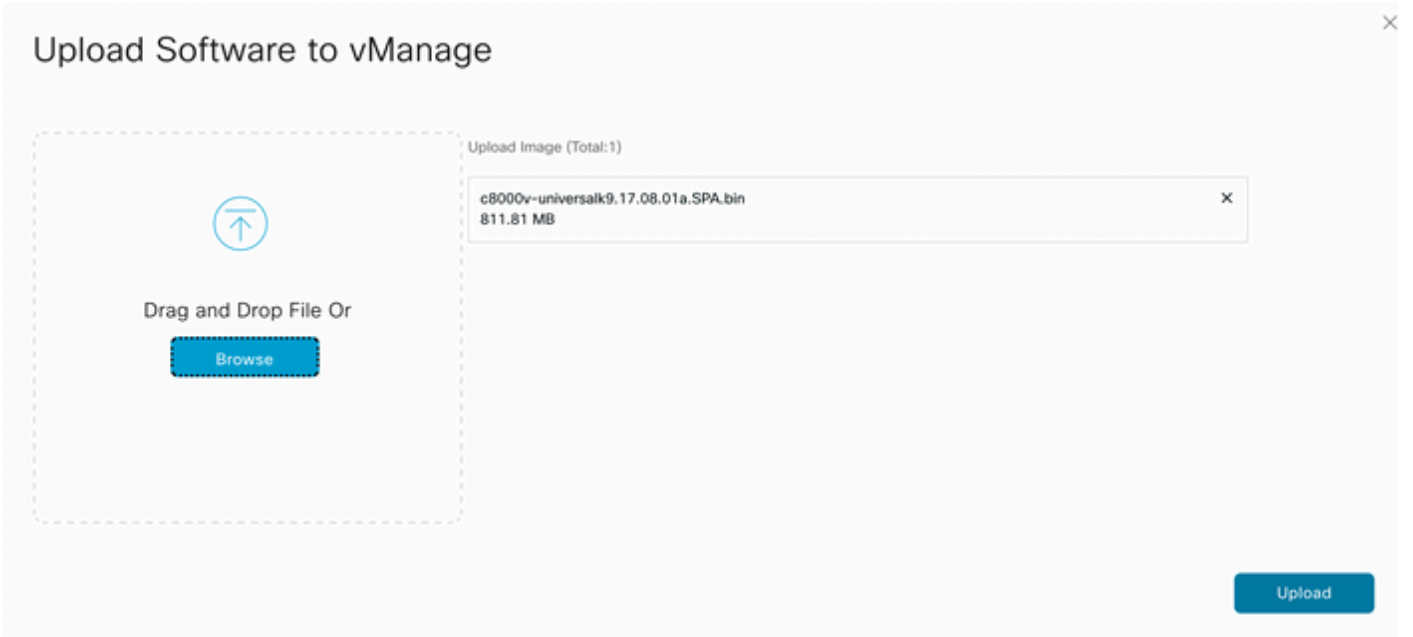 Upload Software to vManage
Upload Image (Total:1)
c8000v-universalk9.17.08.01a.SPA.bin
811.81 MB
Drag and Drop File Or
Browse
Upload